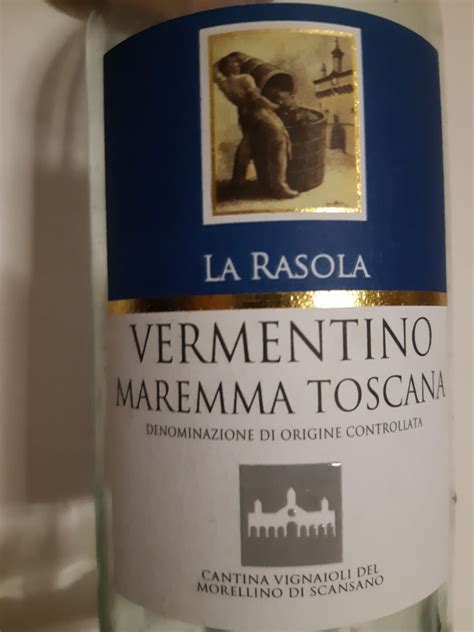 LA RASOLA
VERMENTINO
MAREMMA TOSCANA
DENOMINAZIONE DI ORIGINE CONTROLLATA
CANTINA VIGNAIOLI DEL
MORELLINO DI SCANSANO